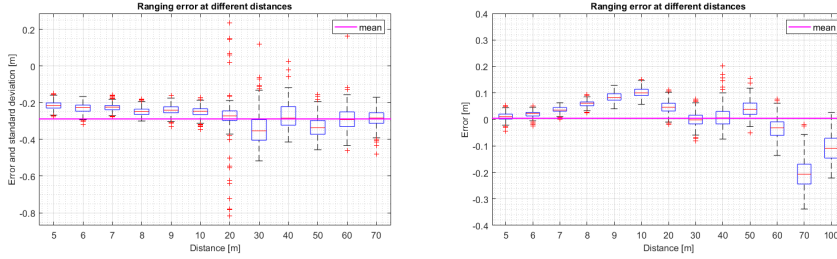 Ranging error at different distances
mean
0.2
0
-0.2
-0.4
-0.6
-0.8
Error and standard deviation [m]
5 6 7 8 9 10 20 30 40 50 60 70
Distance [m]
Ranging error at different distances
mean
0.4
0.3
0.2
0.1
0
-0.1
-0.2
-0.3
-0.4
Error [m]
5 6 7 8 9 10 20 30 40 50 60 70 100
Distance [m]